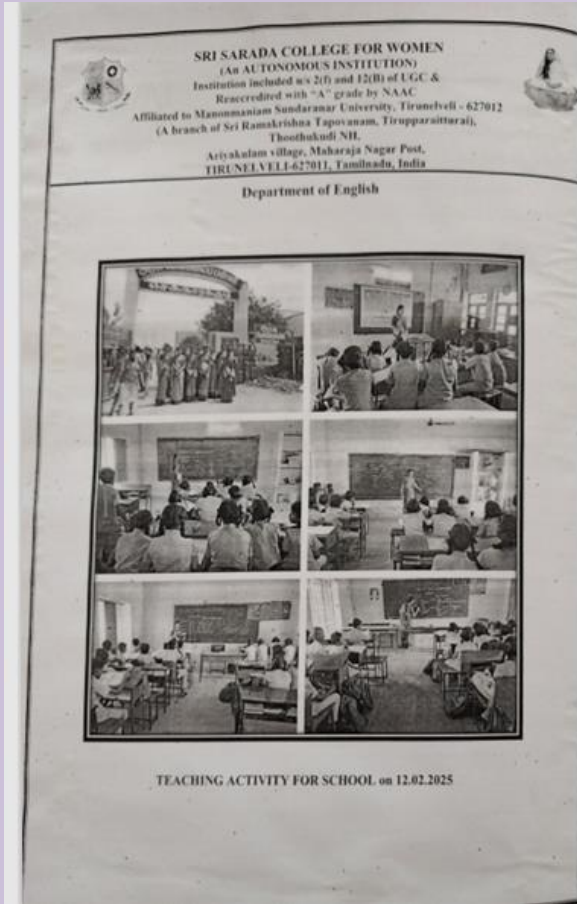 SRI SARADA COLLEGE FOR WOMEN
(An AUTONOMOUS INSTITUTION)
Institution included u/s 2(f) and 12(B) of UGC &
Reaccredited with "A" grade by NAAC
Affiliated to Manonmaniam Sundaranar University, Tirunelveli - 627012
(A branch of Sri Ramakrishna Tapovanam, Tirupparaitturai),
Thoothukudi NH,
Ariyakulam village, Maharaja Nagar Post,
TIRUNELVELI-627011, Tamilnadu, India
Department of English
TEACHING ACTIVITY FOR SCHOOL on 12.02.2025